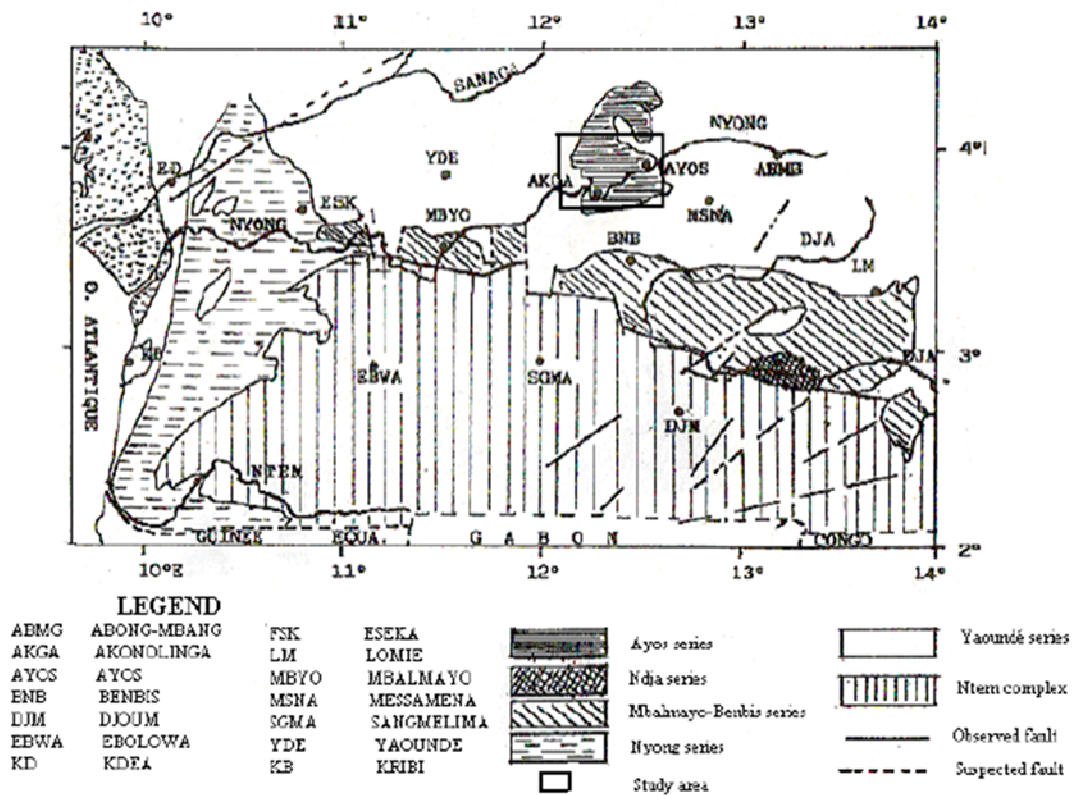 10° 11° 12° 13° 14°
SANAGA
NYONG
YDE
4°
ED
AYOS ABMG
AKGA
ESK
MBYO
MSNA
NYONG
BNB
DJA
LM
O. ATLANTIQUE
3°
KB
DJA
EBWA
SGMA
DJM
NTEM
GUINEE EQUA. GABON CONGO
2°
10°E 11° 12° 13° 14°
LEGEND
ABMG ABONG-MBANG
AKGA AKONOLINGA
AYOS AYOS
BNB BENBIS
DJM DJOUM
EBWA EBOLOWA
KD KDEA
FSK ESEKA
LM LOMIE
MBYO MBALMAYO
MSNA MESSAMENA
SGMA SANGMELIMA
YDE YAOUNDE
KB KRIBI
Ayos series
Ndja series
Mbalmayo-Benbis series
Nyong series
Study area
Yaoundé series
Ntem complex
Observed fault
Suspected fault